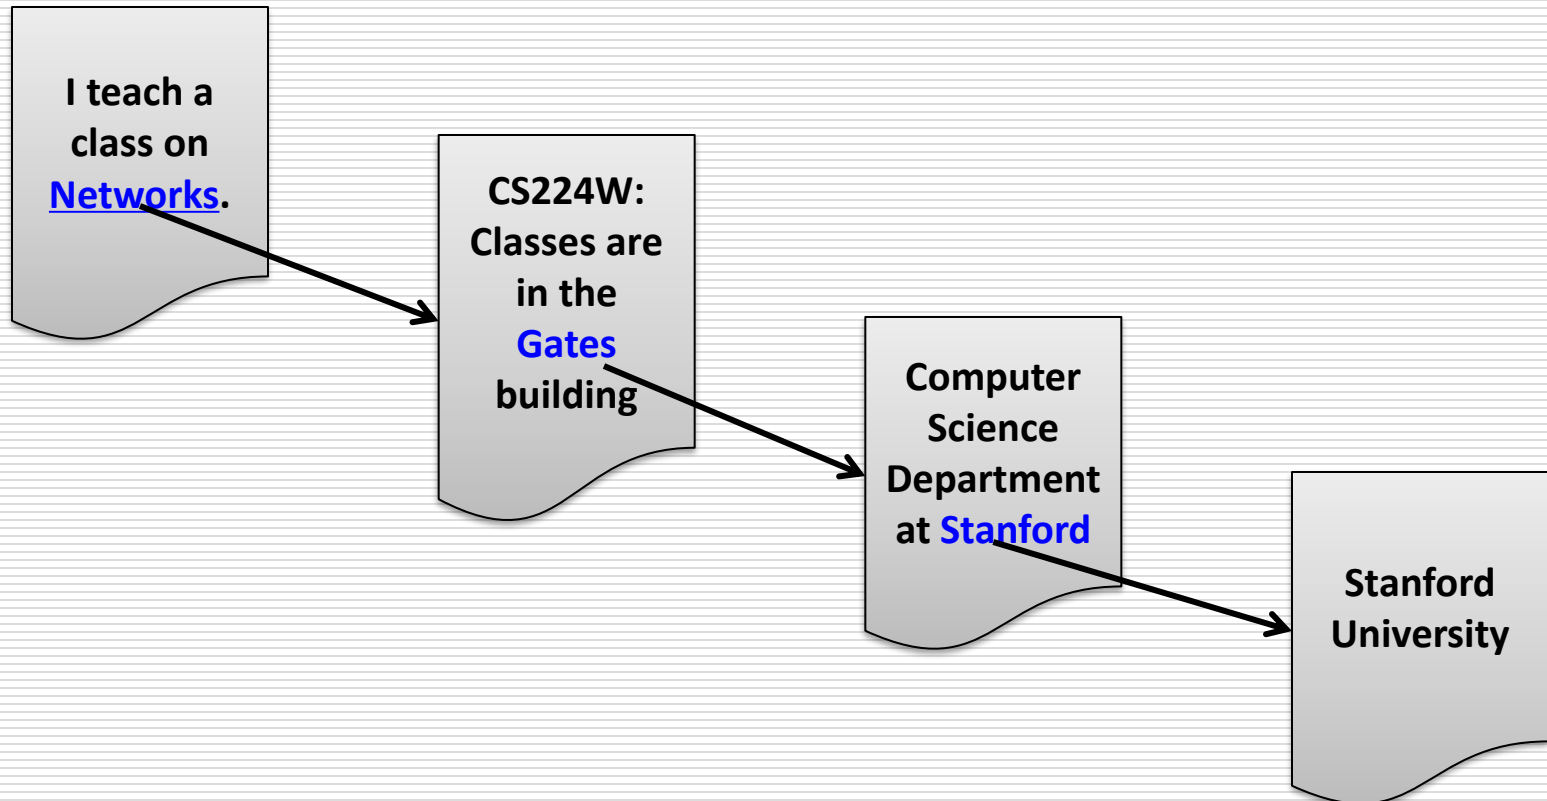 I teach a
class on
Networks.
CS224W:
Classes are
in the
Gates
building
Computer
Science
Department
at Stanford
Stanford
University